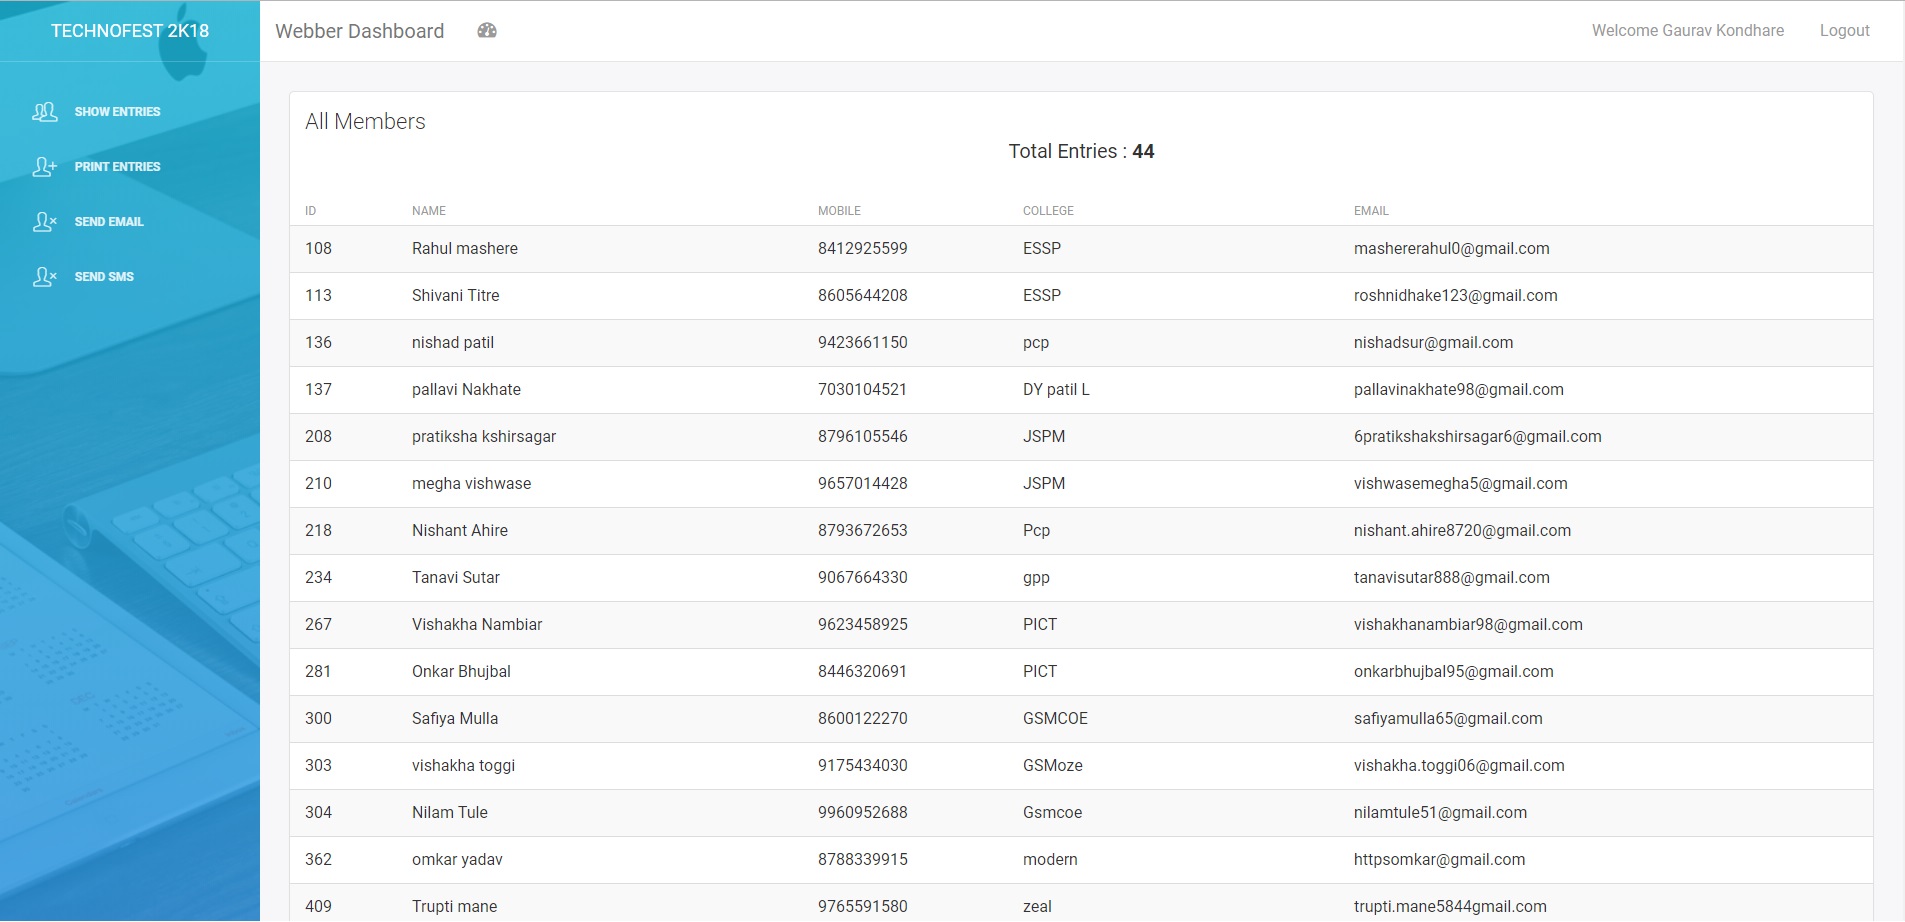 TECHNOFEST 2K18
Webber Dashboard
Welcome Gaurav Kondhare
Logout
SHOW ENTRIES
PRINT ENTRIES
SEND EMAIL
SEND SMS
All Members
Total Entries : 44
ID NAME MOBILE COLLEGE EMAIL
108 Rahul mashere 8412925599 ESSP mashererahul0@gmail.com
113 Shivani Titre 8605644208 ESSP roshnidhake123@gmail.com
136 nishad patil 9423661150 pcp nishadsur@gmail.com
137 pallavi Nakhate 7030104521 DY patil L pallavinakhate98@gmail.com
208 pratiksha kshirsagar 8796105546 JSPM 6pratikshakshirsagar6@gmail.com
210 megha vishwase 9657014428 JSPM vishwasemegha5@gmail.com
218 Nishant Ahire 8793672653 Pcp nishant.ahire8720@gmail.com
234 Tanavi Sutar 9067664330 gpp tanavisutar888@gmail.com
267 Vishakha Nambiar 9623458925 PICT vishakhanambiar98@gmail.com
281 Onkar Bhujbal 8446320691 PICT onkarbhujbal95@gmail.com
300 Safiya Mulla 8600122270 GSMCOE safiyamulla65@gmail.com
303 vishakha toggi 9175434030 GSMoze vishakha.toggi06@gmail.com
304 Nilam Tule 9960952688 Gsmcoe nilamtule51@gmail.com
362 omkar yadav 8788339915 modern httpsomkar@gmail.com
409 Trupti mane 9765591580 zeal trupti.mane5844gmail.com